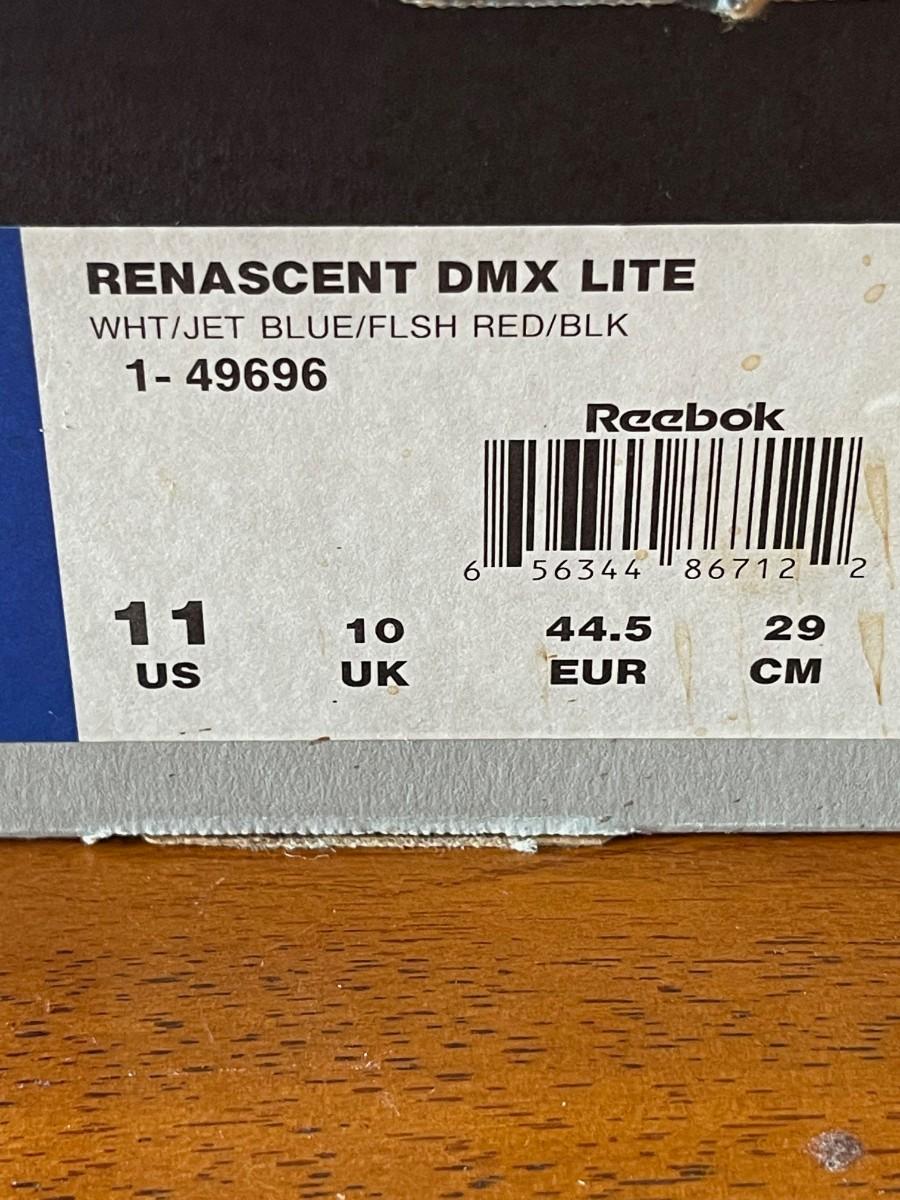 RENASCENT DMX LITE
WHT/JET BLUE/FLSH RED/BLK
1- 49696
Reebok
6 56344 86712 2
11 10 44.5 29
US UK EUR CM